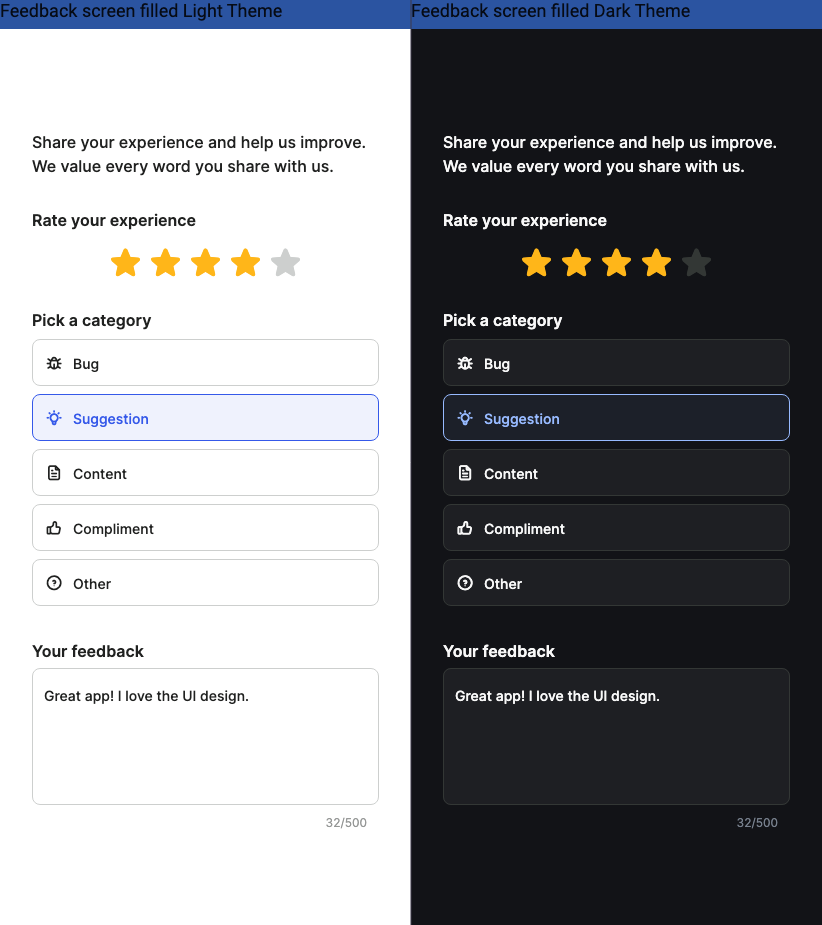 Feedback screen filled Light Theme
Share your experience and help us improve.
We value every word you share with us.
Rate your experience
Pick a category
Bug
Suggestion
Content
Compliment
Other
Your feedback
Great app! I love the UI design.
32/500
Feedback screen filled Dark Theme
Share your experience and help us improve.
We value every word you share with us.
Rate your experience
Pick a category
Bug
Suggestion
Content
Compliment
Other
Your feedback
Great app! I love the UI design.
32/500